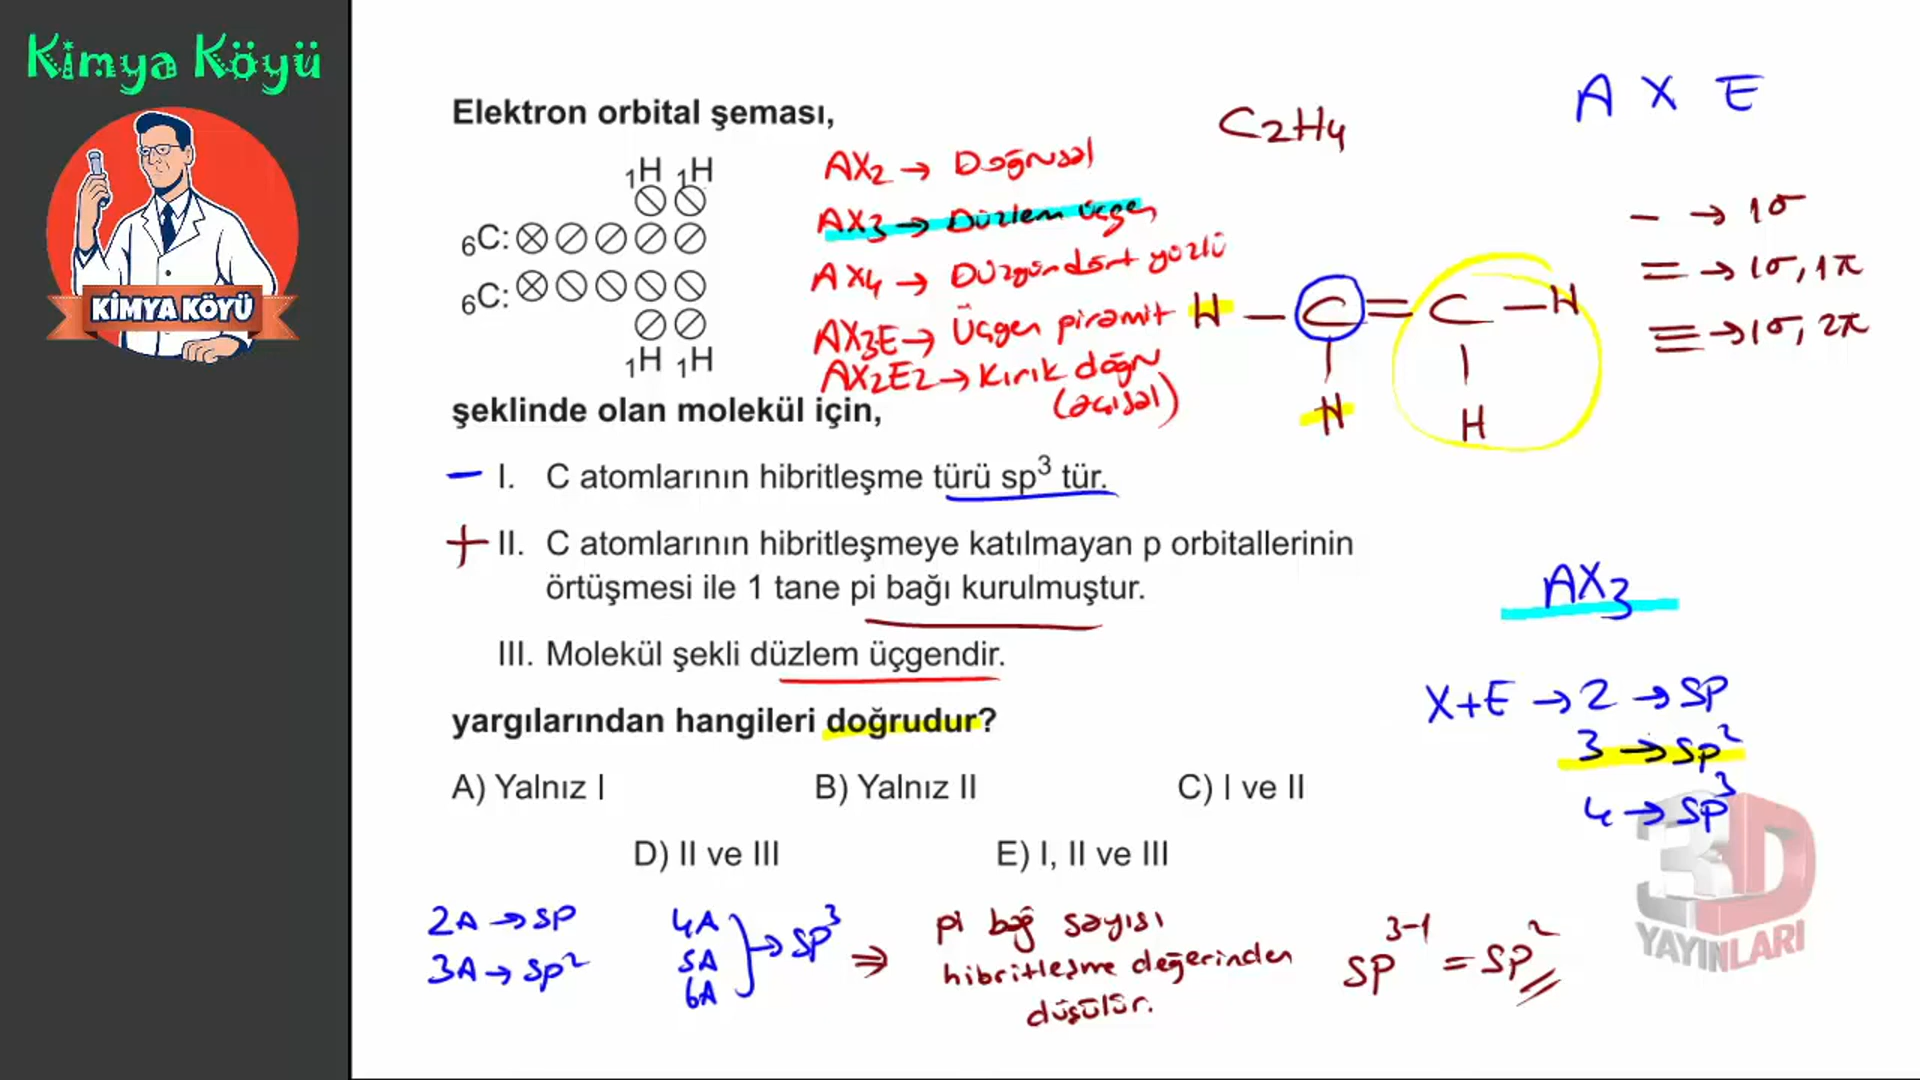 Kimya Köyü
KİMYA KÖYÜ
Elektron orbital şeması,
₁H ₁H
₆C:
₆C:
₁H ₁H
şeklinde olan molekül için,
AX2 → Doğrusal
AX3 → Düzlem üçgen
AX4 → Düzgün dört yüzlü
AX3E → Üçgen piramit
AX2E2 → Kırık doğru
(açısal)
C2H4
H – C = C – H
H H
A X E
– → 1σ
= → 1σ, 1π
≡ → 1σ, 2π
– I. C atomlarının hibritleşme türü sp³ tür.
+ II. C atomlarının hibritleşmeye katılmayan p orbitallerinin
örtüşmesi ile 1 tane pi bağı kurulmuştur.
III. Molekül şekli düzlem üçgendir.
yargılarından hangileri doğrudur?
A) Yalnız I B) Yalnız II C) I ve II
D) II ve III E) I, II ve III
AX3
X+E → 2 → sp
3 → sp²
4 → sp³
2A → sp
3A → sp²
4A
5A
6A
→ sp³ ⇒
pi bağ sayısı
hibritleşme değerinden
düşülür.
sp³⁻¹ = sp²
3D
YAYINLARI